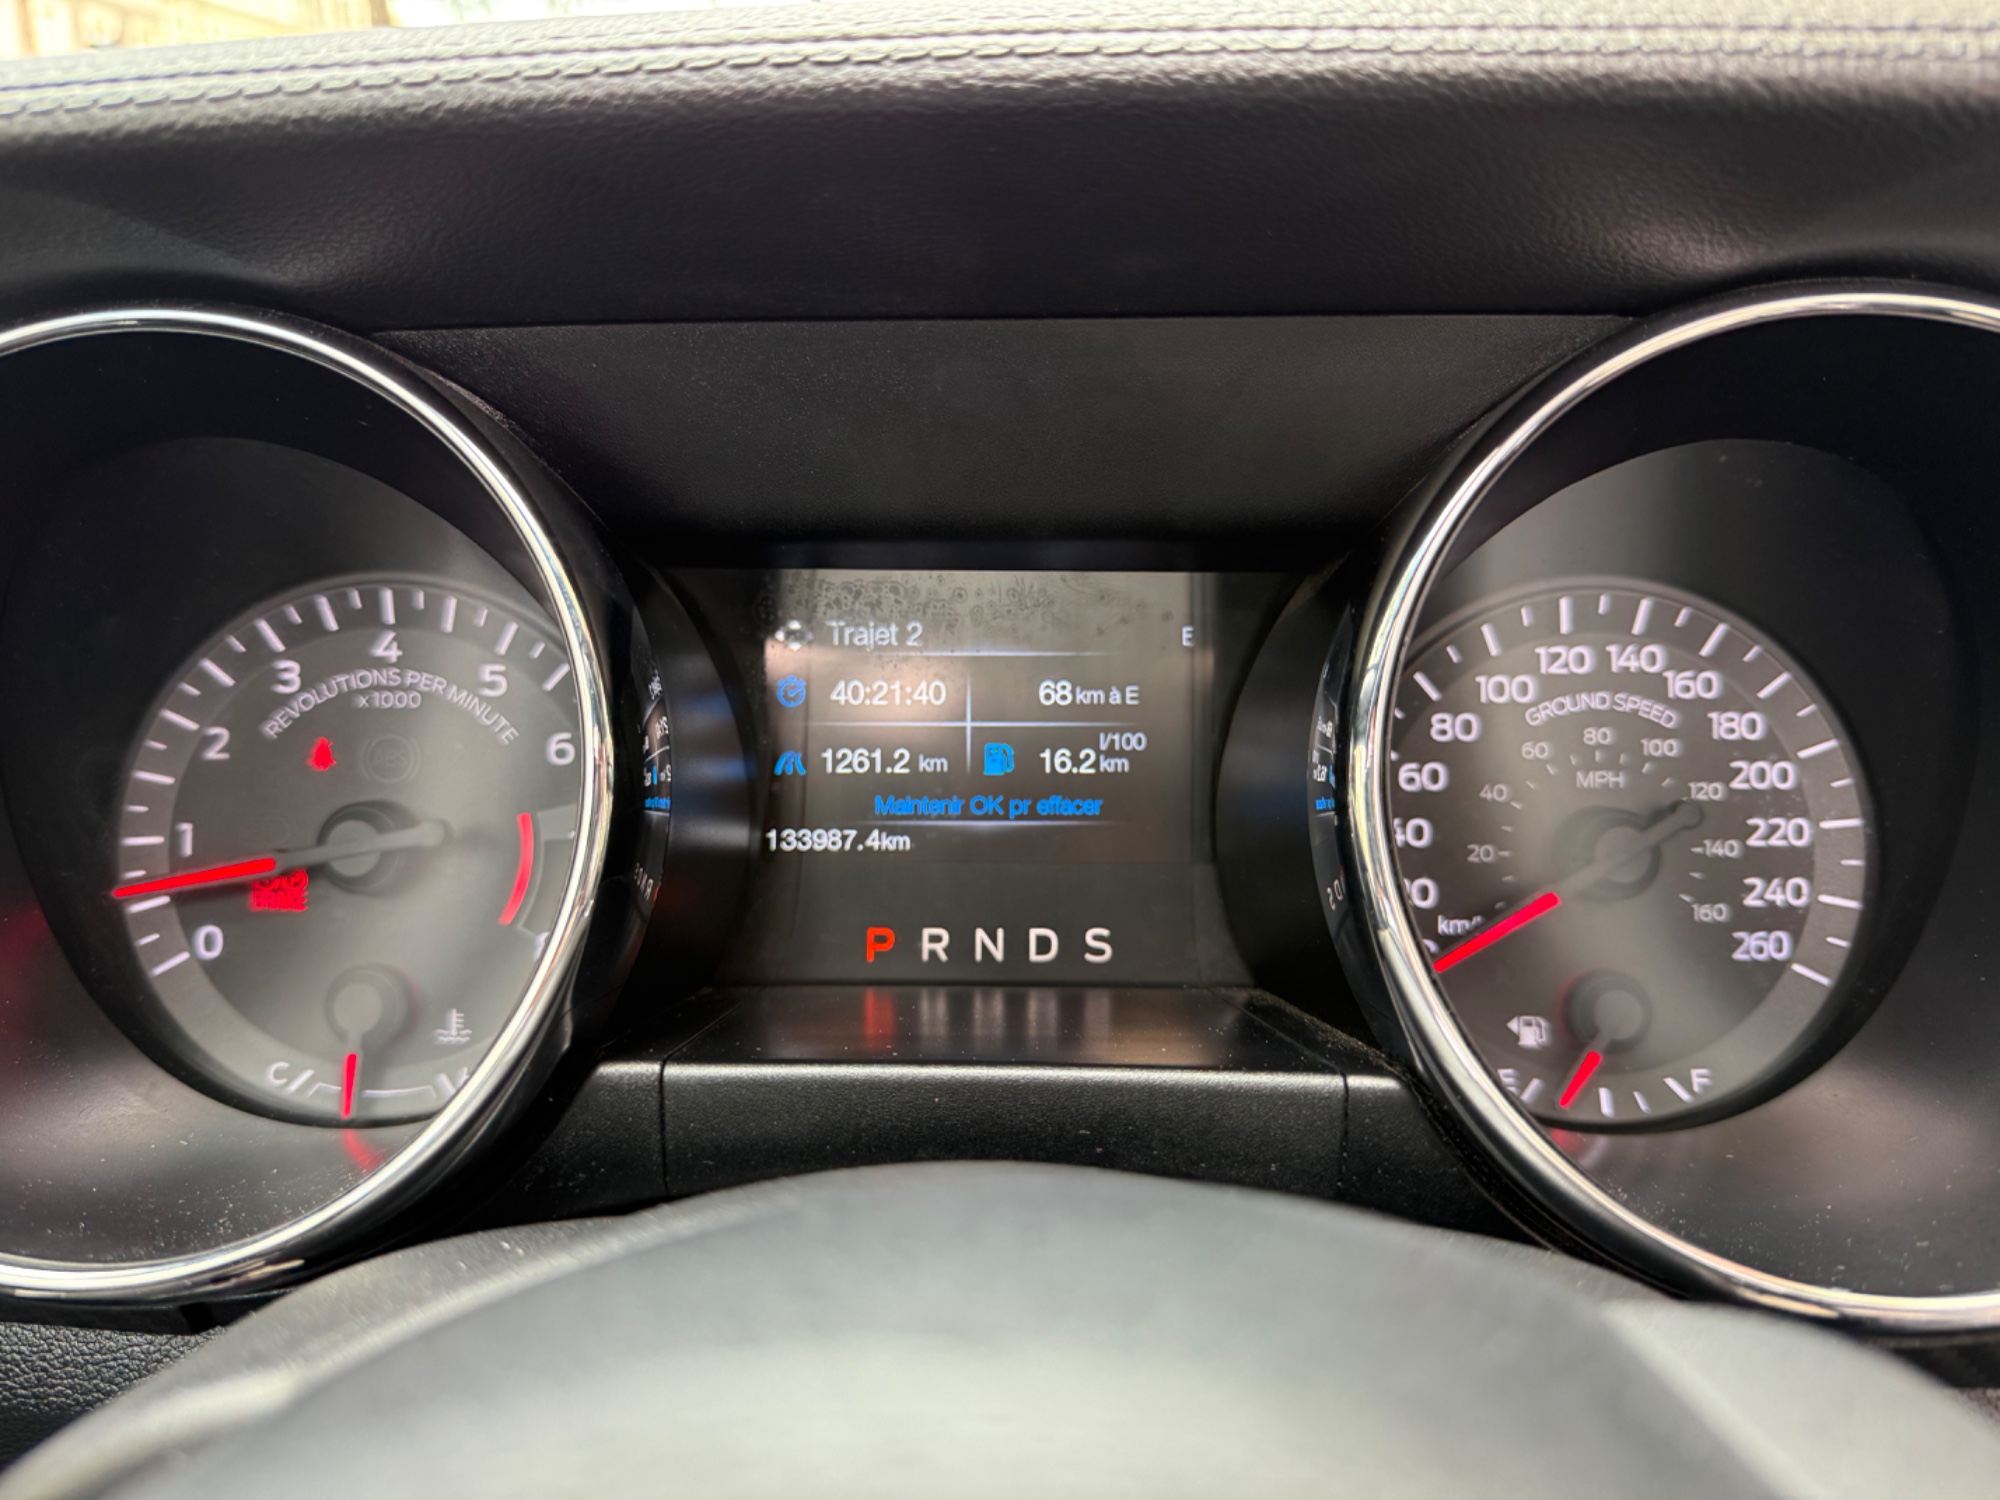 REVOLUTIONS PER MINUTE
x1000
0
1
2
3
4
5
6
ABS
BRAKE
C
Trajet 2
E
40:21:40
68 km à E
1261.2 km
16.2 l/100 km
Maintenir OK pr effacer
133987.4km
P R N D S
GROUND SPEED
60
80
100
120
140
160
180
200
220
240
260
MPH
20
40
60
80
100
120
140
160
E
F